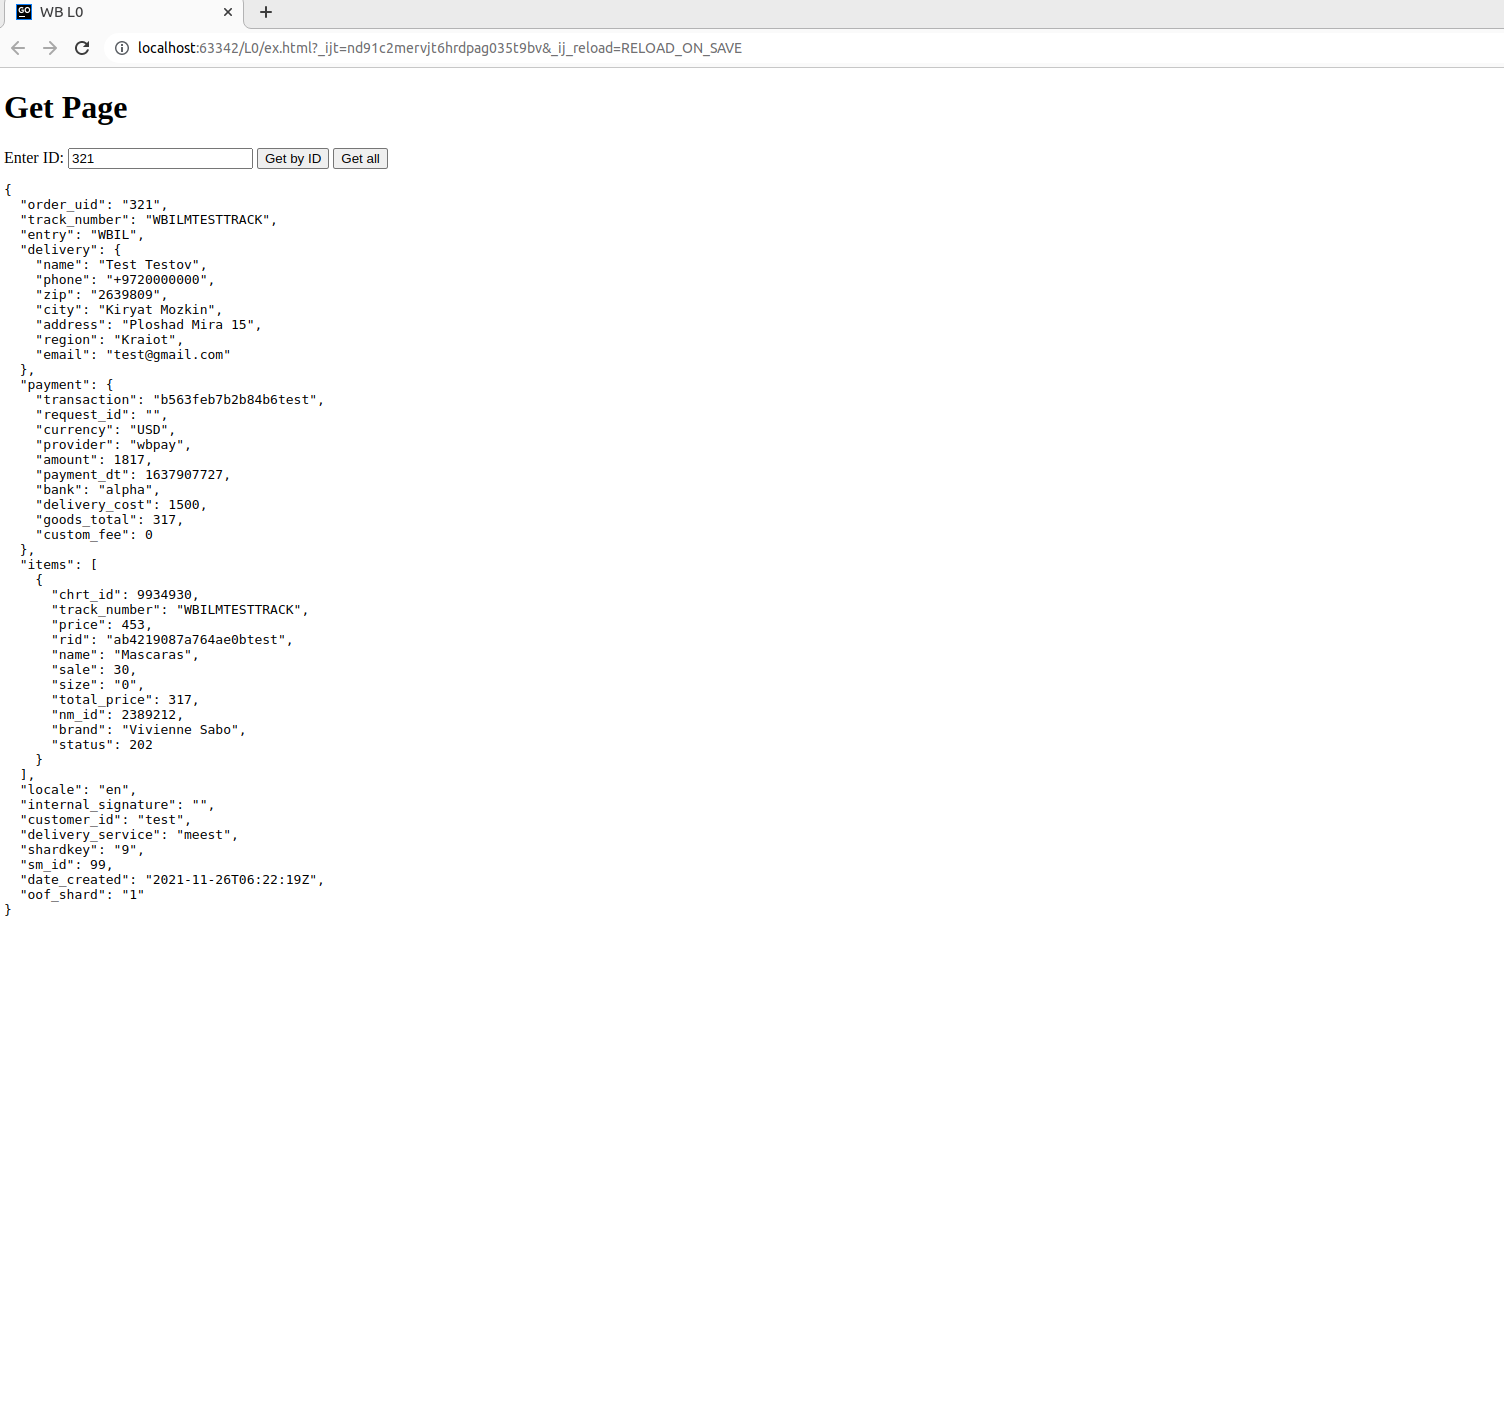 WB L0
localhost:63342/L0/ex.html?_ijt=nd91c2mervjt6hrdpag035t9bv&_ij_reload=RELOAD_ON_SAVE
Get Page
Enter ID: 321 Get by ID Get all
{
  "order_uid": "321",
  "track_number": "WBILMTESTTRACK",
  "entry": "WBIL",
  "delivery": {
    "name": "Test Testov",
    "phone": "+9720000000",
    "zip": "2639809",
    "city": "Kiryat Mozkin",
    "address": "Ploshad Mira 15",
    "region": "Kraiot",
    "email": "test@gmail.com"
  },
  "payment": {
    "transaction": "b563feb7b2b84b6test",
    "request_id": "",
    "currency": "USD",
    "provider": "wbpay",
    "amount": 1817,
    "payment_dt": 1637907727,
    "bank": "alpha",
    "delivery_cost": 1500,
    "goods_total": 317,
    "custom_fee": 0
  },
  "items": [
    {
      "chrt_id": 9934930,
      "track_number": "WBILMTESTTRACK",
      "price": 453,
      "rid": "ab4219087a764ae0btest",
      "name": "Mascaras",
      "sale": 30,
      "size": "0",
      "total_price": 317,
      "nm_id": 2389212,
      "brand": "Vivienne Sabo",
      "status": 202
    }
  ],
  "locale": "en",
  "internal_signature": "",
  "customer_id": "test",
  "delivery_service": "meest",
  "shardkey": "9",
  "sm_id": 99,
  "date_created": "2021-11-26T06:22:19Z",
  "oof_shard": "1"
}